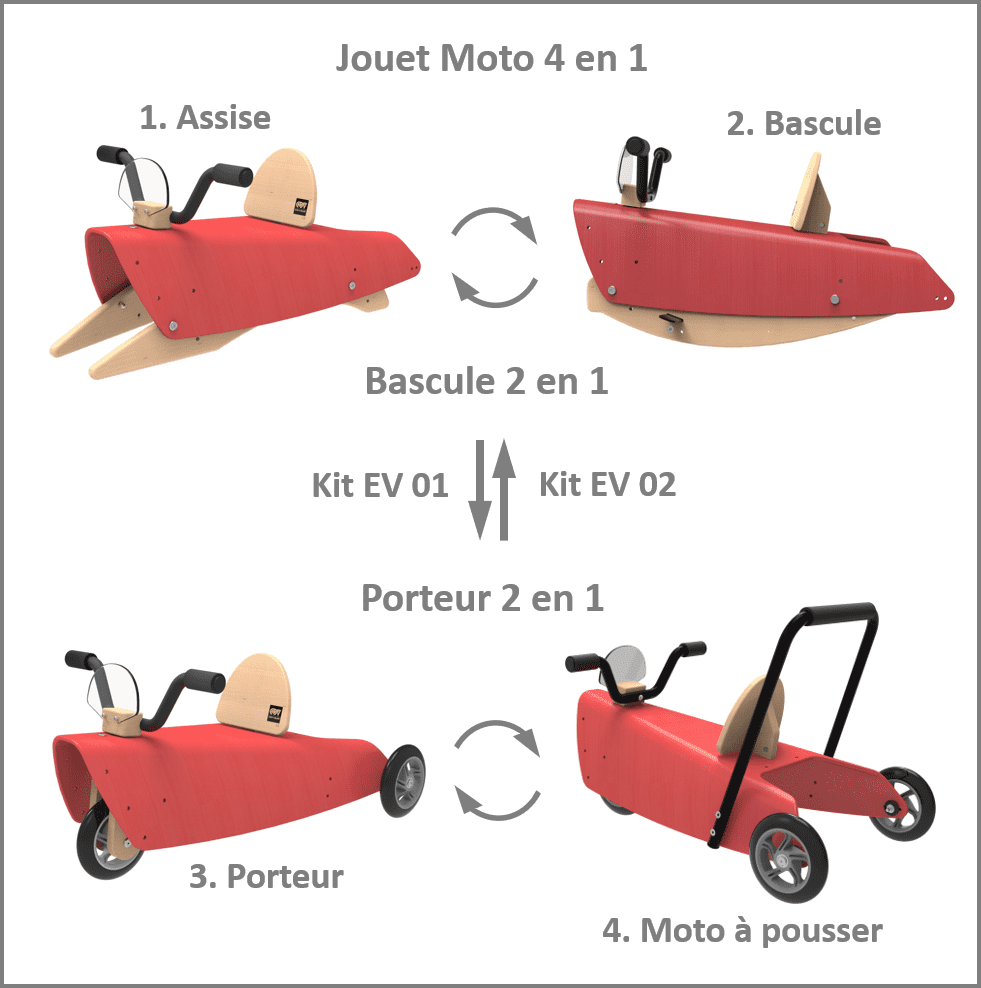 Jouet Moto 4 en 1
1. Assise
2. Bascule
Bascule 2 en 1
Kit EV 01
Kit EV 02
Porteur 2 en 1
3. Porteur
4. Moto à pousser